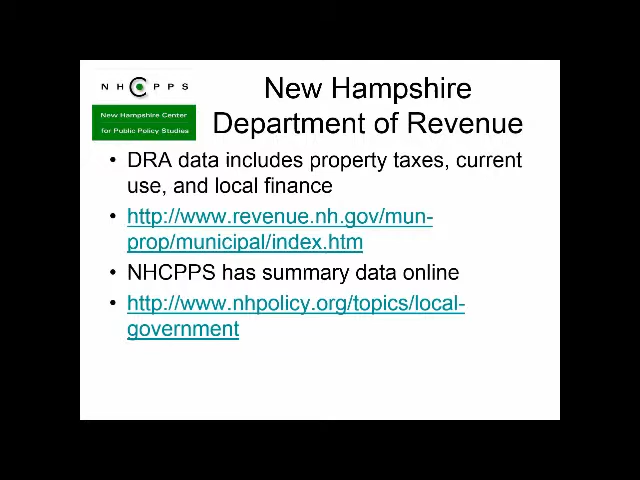 NHCPPS
New Hampshire Center
for Public Policy Studies
New Hampshire
Department of Revenue
• DRA data includes property taxes, current
use, and local finance
• http://www.revenue.nh.gov/mun-
prop/municipal/index.htm
• NHCPPS has summary data online
• http://www.nhpolicy.org/topics/local-
government